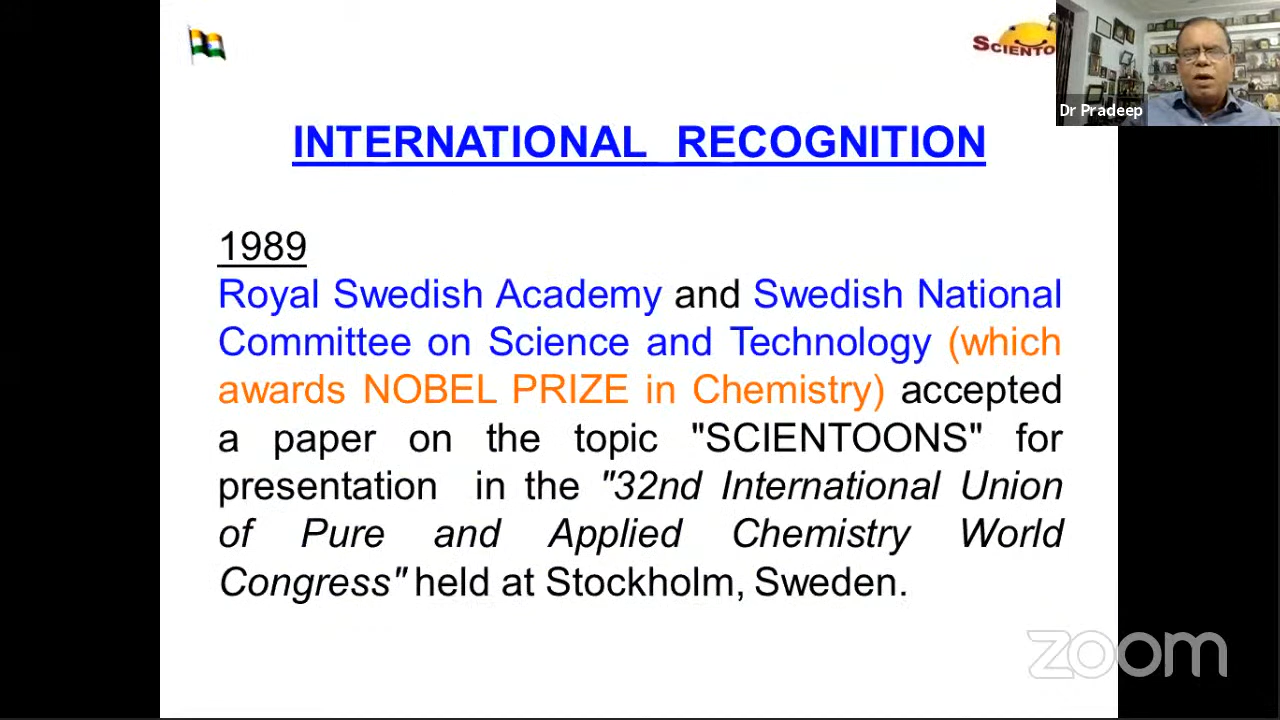 SCIENTO
Dr Pradeep
INTERNATIONAL RECOGNITION
1989
Royal Swedish Academy and Swedish National
Committee on Science and Technology (which
awards NOBEL PRIZE in Chemistry) accepted
a paper on the topic "SCIENTOONS" for
presentation in the "32nd International Union
of Pure and Applied Chemistry World
Congress" held at Stockholm, Sweden.
zoom